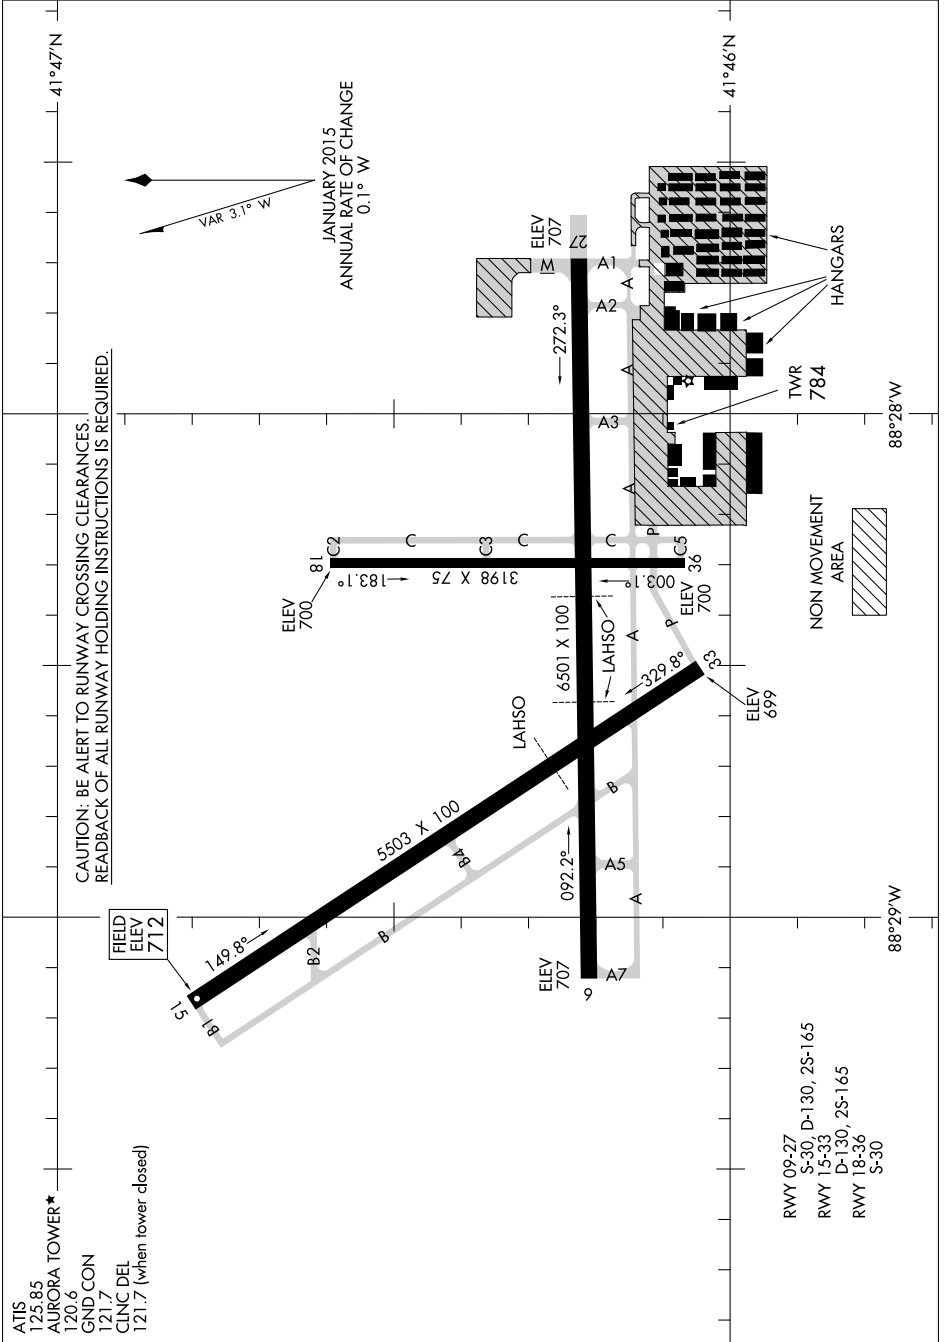 ATIS
125.85
AURORA TOWER★
120.6
GND CON
121.7
CLNC DEL
121.7 (when tower closed)
CAUTION: BE ALERT TO RUNWAY CROSSING CLEARANCES.
READBACK OF ALL RUNWAY HOLDING INSTRUCTIONS IS REQUIRED.
41°47'N
41°46'N
JANUARY 2015
ANNUAL RATE OF CHANGE
0.1° W
VAR 3.1° W
FIELD
ELEV
712
15
149.8°
B1
B2
B
B4
5503 X 100
LAHSO
B
329.8°
33
ELEV
699
ELEV
700
18
C2
183.1°
3198 X 75
C
C3
C
C
C5
003.1°
36
ELEV
700
ELEV
707
9
092.2°
A7
A5
A
6501 X 100
LAHSO
LAHSO
A
P
P
A
A3
A
A2
A
A1
272.3°
M
27
ELEV
707
TWR
784
HANGARS
NON MOVEMENT
AREA
88°29'W
88°28'W
RWY 09-27
S-30, D-130, 2S-165
RWY 15-33
D-130, 2S-165
RWY 18-36
S-30